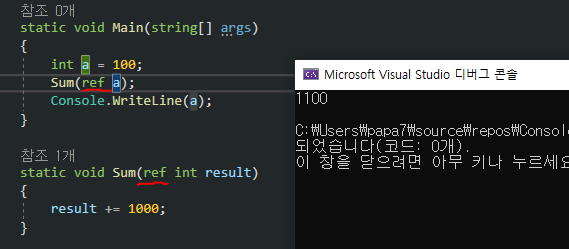 참조 0개
static void Main(string[] args)
{
int a = 100;
Sum(ref a);
Console.WriteLine(a);
}
참조 1개
static void Sum(ref int result)
{
result += 1000;
}
Microsoft Visual Studio 디버그 콘솔
1100
C:\Users\papa7\source\repos\Conso
되었습니다(코드: 0개).
이 창을 닫으려면 아무 키나 누르세요